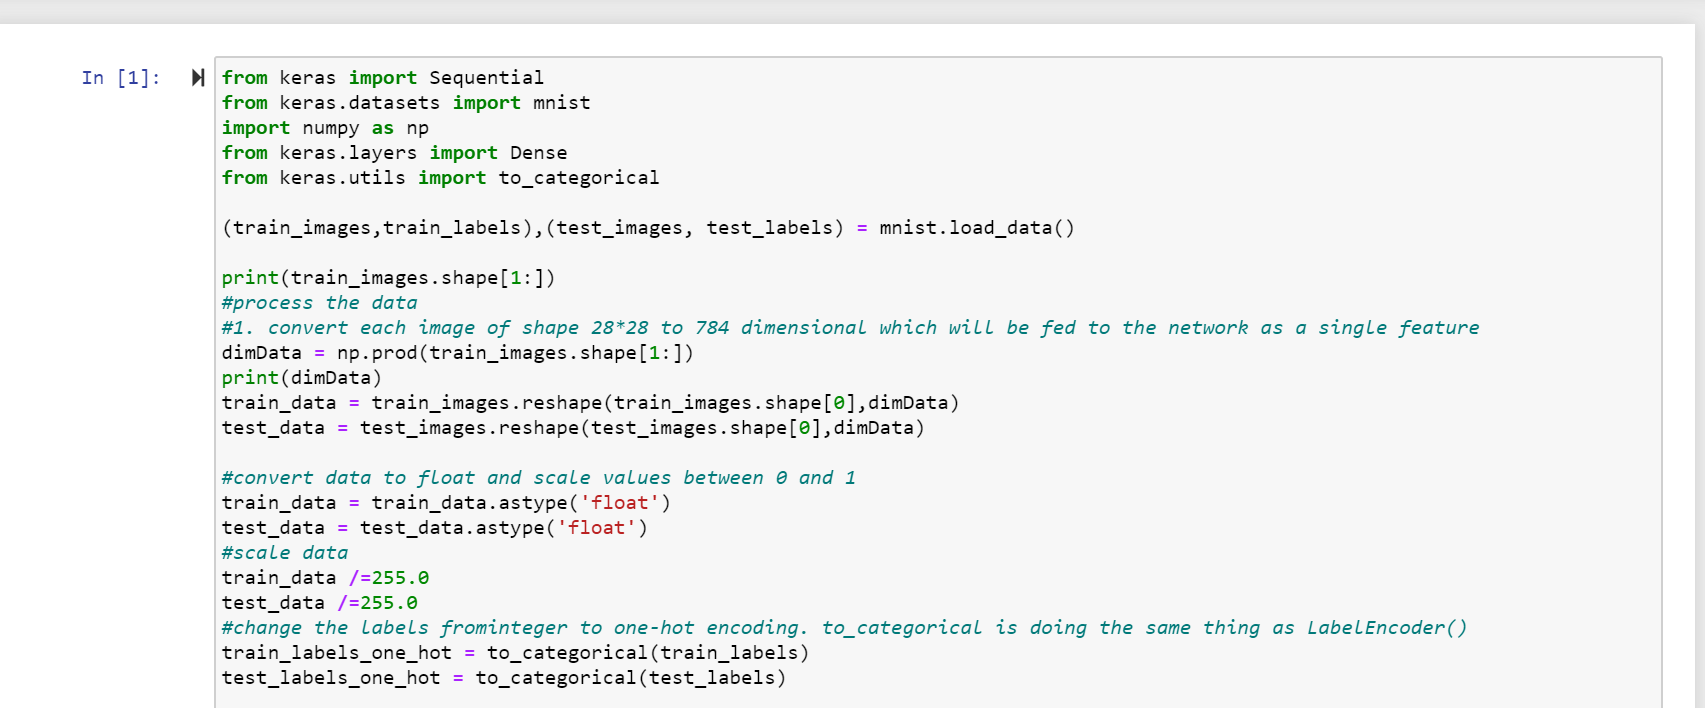 In [1]:
from keras import Sequential
from keras.datasets import mnist
import numpy as np
from keras.layers import Dense
from keras.utils import to_categorical
(train_images,train_labels),(test_images, test_labels) = mnist.load_data()
print(train_images.shape[1:])
#process the data
#1. convert each image of shape 28*28 to 784 dimensional which will be fed to the network as a single feature
dimData = np.prod(train_images.shape[1:])
print(dimData)
train_data = train_images.reshape(train_images.shape[0],dimData)
test_data = test_images.reshape(test_images.shape[0],dimData)
#convert data to float and scale values between 0 and 1
train_data = train_data.astype('float')
test_data = test_data.astype('float')
#scale data
train_data /=255.0
test_data /=255.0
#change the labels frominteger to one-hot encoding. to_categorical is doing the same thing as LabelEncoder()
train_labels_one_hot = to_categorical(train_labels)
test_labels_one_hot = to_categorical(test_labels)